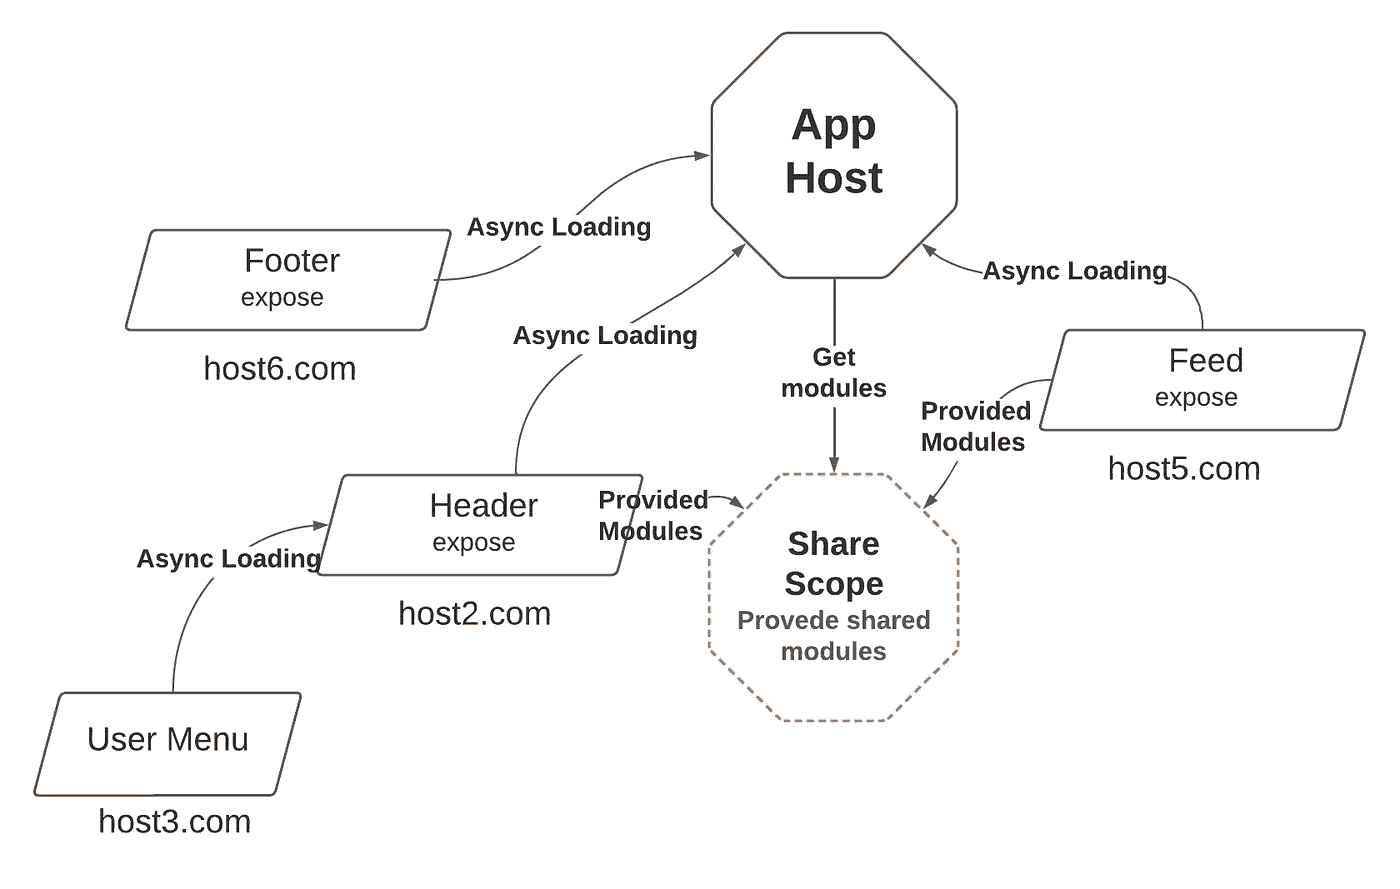 App
Host
Async Loading
Footer
expose
host6.com
Async Loading
Async Loading
Get
modules
Feed
expose
host5.com
Provided
Modules
Header
expose
host2.com
Provided
Modules
Async Loading
Share
Scope
Provede shared
modules
User Menu
host3.com